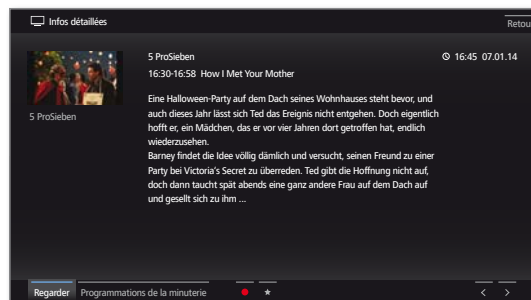 Infos détaillées
Retou
5 ProSieben
16:45 07.01.14
16:30-16:58 How I Met Your Mother
5 ProSieben
Eine Halloween-Party auf dem Dach seines Wohnhauses steht bevor, und
auch dieses Jahr lässt sich Ted das Ereignis nicht entgehen. Doch eigentlich
hofft er, ein Mädchen, das er vor vier Jahren dort getroffen hat, endlich
wiederzusehen.
Barney findet die Idee völlig dämlich und versucht, seinen Freund zu einer
Party bei Victoria’s Secret zu überreden. Ted gibt die Hoffnung nicht auf,
doch dann taucht spät abends eine ganz andere Frau auf dem Dach auf
und gesellt sich zu ihm ...
Regarder Programmations de la minuterie